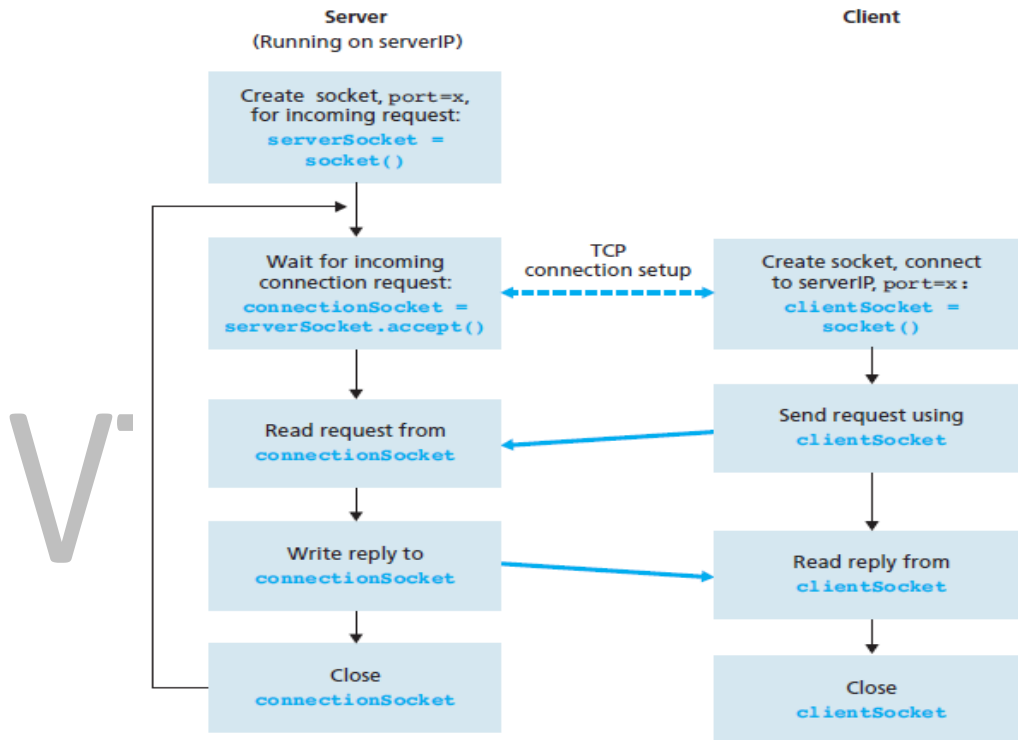 Server
(Running on serverIP)
Create socket, port=x,
for incoming request:
serverSocket =
socket()
Wait for incoming
connection request:
connectionSocket =
serverSocket.accept()
Read request from
connectionSocket
Write reply to
connectionSocket
Close
connectionSocket
TCP
connection setup
Client
Create socket, connect
to serverIP, port=x:
clientSocket =
socket()
Send request using
clientSocket
Read reply from
clientSocket
Close
clientSocket